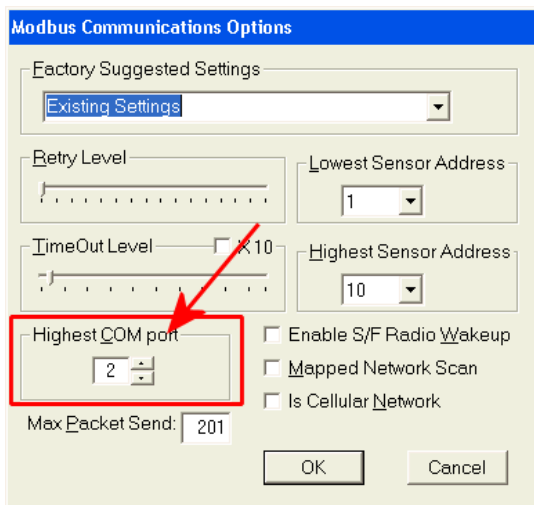 Modbus Communications Options
Factory Suggested Settings
Existing Settings
Retry Level
Lowest Sensor Address
1
TimeOut Level
X 10
Highest Sensor Address
10
Highest COM port
2
Enable S/F Radio Wakeup
Mapped Network Scan
Is Cellular Network
Max Packet Send: 201
OK
Cancel